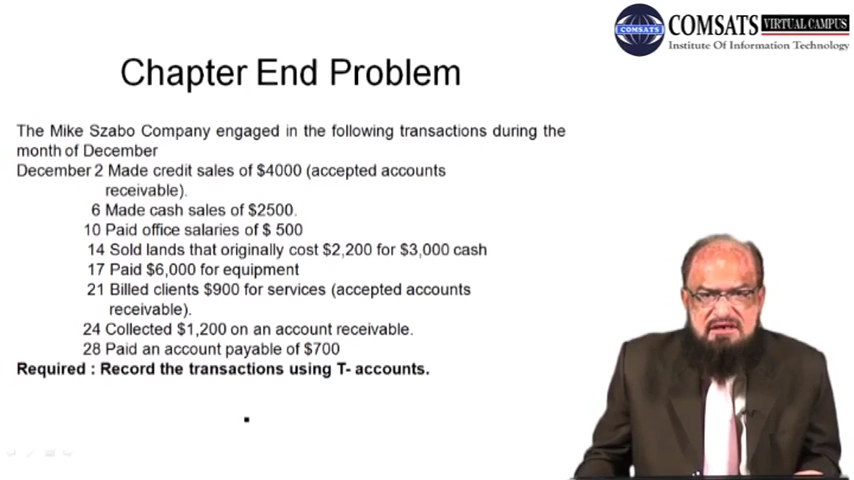 COMSATS
COMSATS VIRTUAL CAMPUS
Institute Of Information Technology
Chapter End Problem
The Mike Szabo Company engaged in the following transactions during the
month of December
December 2 Made credit sales of $4000 (accepted accounts
receivable).
6 Made cash sales of $2500.
10 Paid office salaries of $ 500
14 Sold lands that originally cost $2,200 for $3,000 cash
17 Paid $6,000 for equipment
21 Billed clients $900 for services (accepted accounts
receivable).
24 Collected $1,200 on an account receivable.
28 Paid an account payable of $700
Required : Record the transactions using T- accounts.